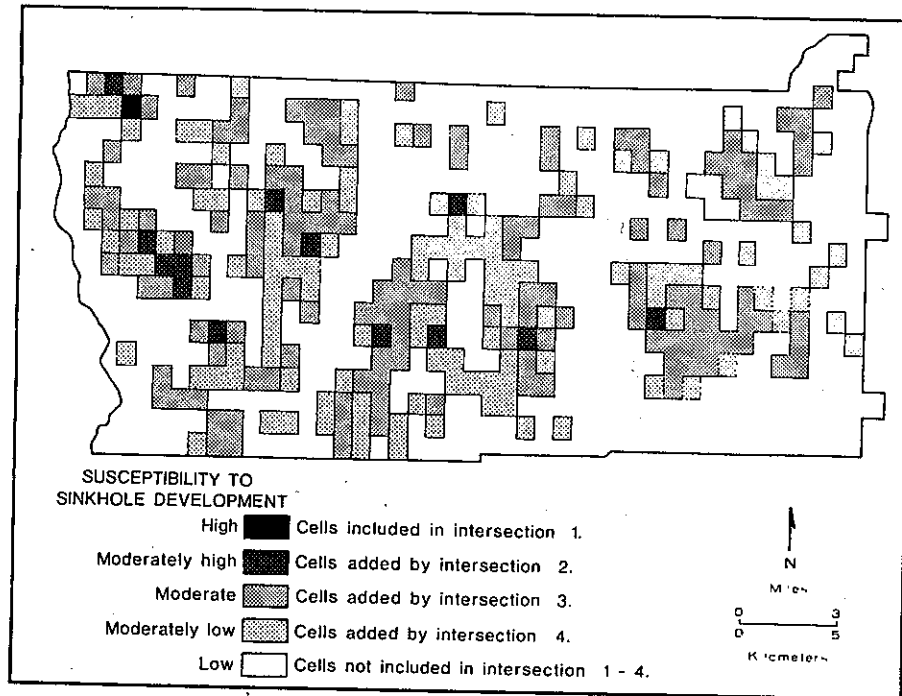 SUSCEPTIBILITY TO
SINKHOLE DEVELOPMENT
High Cells included in intersection 1.
Moderately high Cells added by intersection 2.
Moderate Cells added by intersection 3.
Moderately low Cells added by intersection 4.
Low Cells not included in intersection 1 - 4.
N
Miles
0 3
0 5
Kilometers